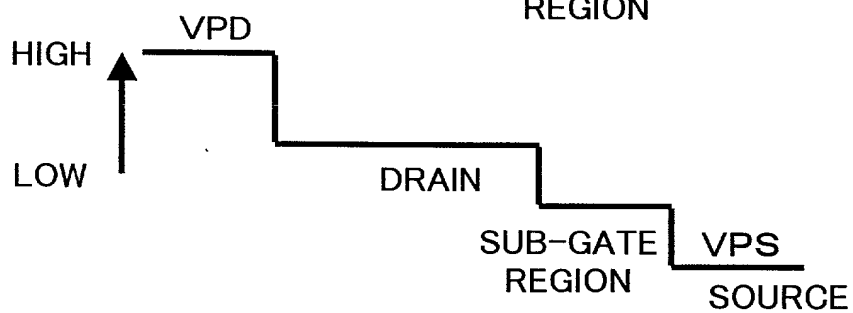 REGION
VPD
HIGH
LOW
DRAIN
SUB-GATE
REGION
VPS
SOURCE